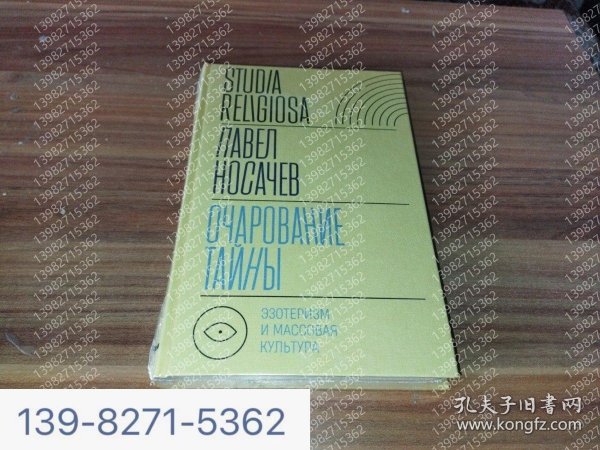 STUDIA
RELIGIOSA
ПАВЕЛ
НОСАЧЕВ
ОЧАРОВАНИЕ
ТАЙНЫ
ЭЗОТЕРИЗМ
И МАССОВАЯ
КУЛЬТУРА
139-8271-5362
孔夫子旧书网
www.kongfz.com
13982715362